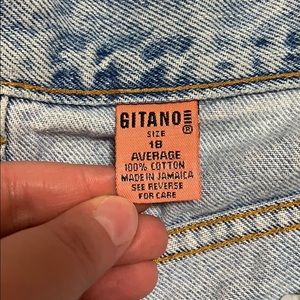 GITANO®
SIZE
18
AVERAGE
100% COTTON
MADE IN JAMAICA
SEE REVERSE
FOR CARE